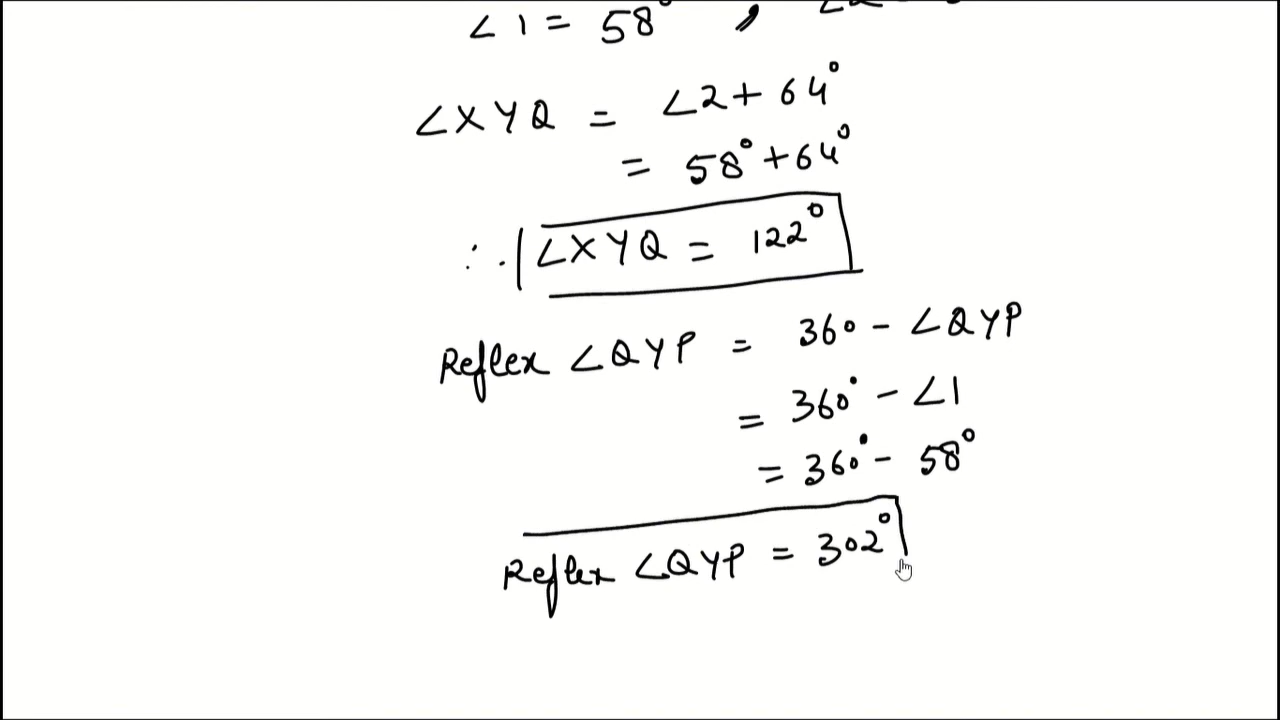 ∠1 = 58° ,
∠XYQ = ∠2 + 64°
= 58° + 64°
∴ ∠XYQ = 122°
Reflex ∠QYP = 360 - ∠QYP
= 360° - ∠1
= 360° - 58°
Reflex ∠QYP = 302°